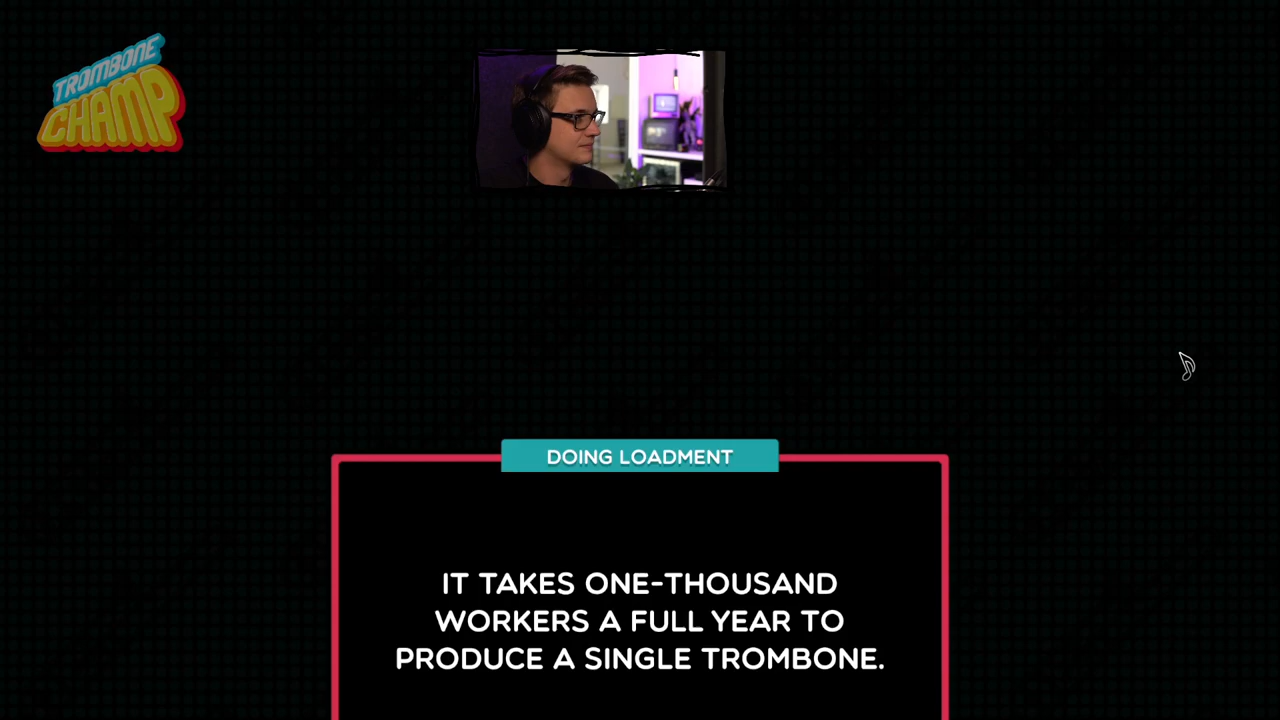 TROMBONE
CHAMP
DOING LOADMENT
IT TAKES ONE-THOUSAND
WORKERS A FULL YEAR TO
PRODUCE A SINGLE TROMBONE.